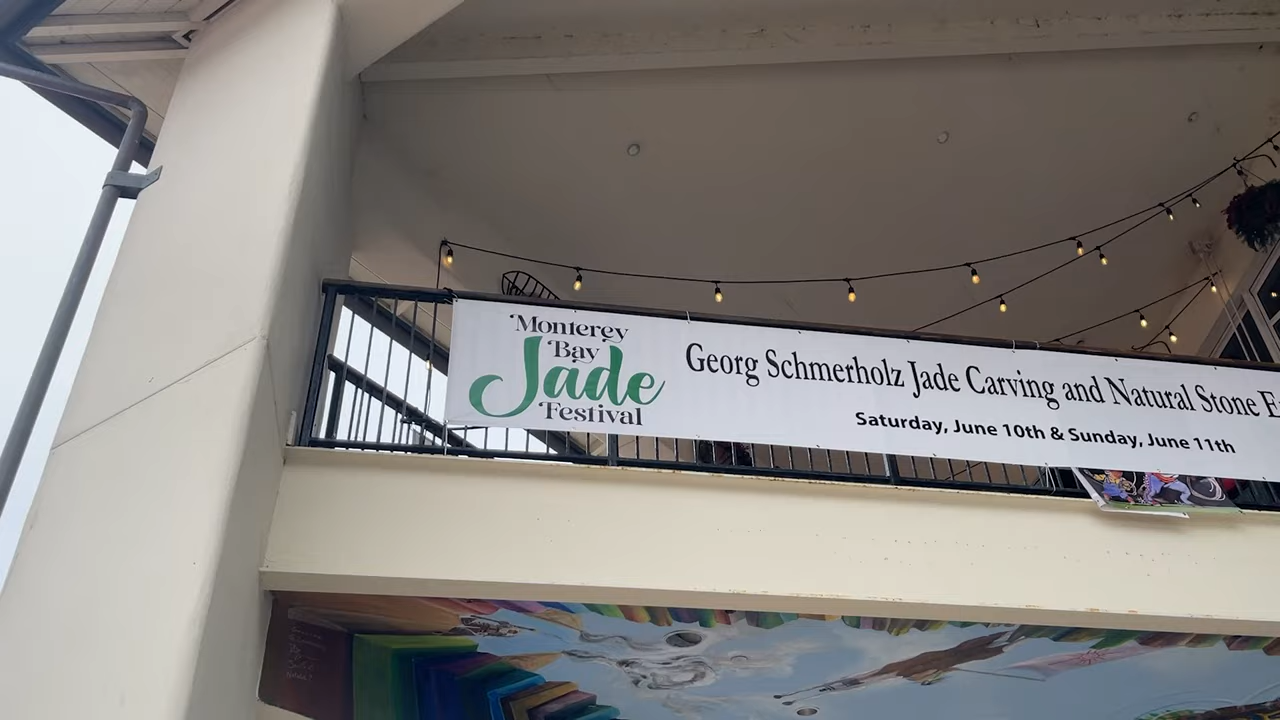 Monterey
Bay
Jade
Festival
Georg Schmerholz Jade Carving and Natural Stone
Saturday, June 10th & Sunday, June 11th